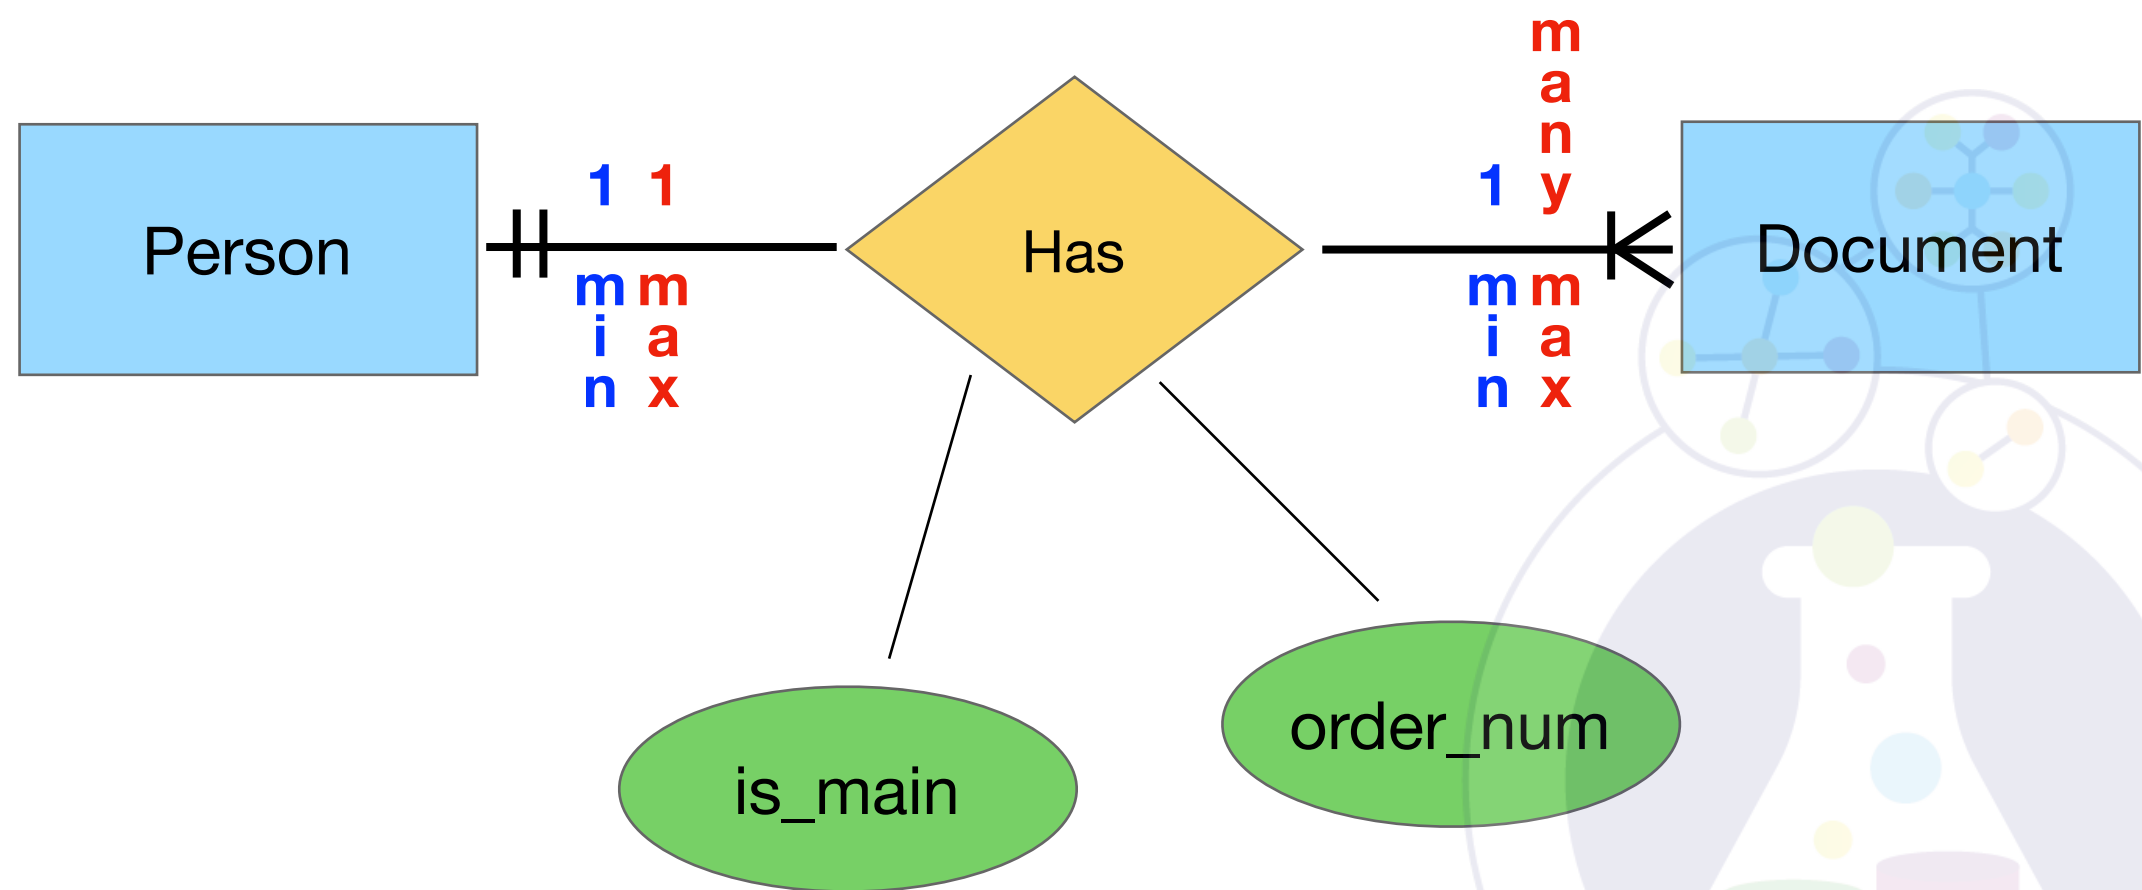 Person
1 1
min max
Has
1 many
min max
Document
is_main
order_num